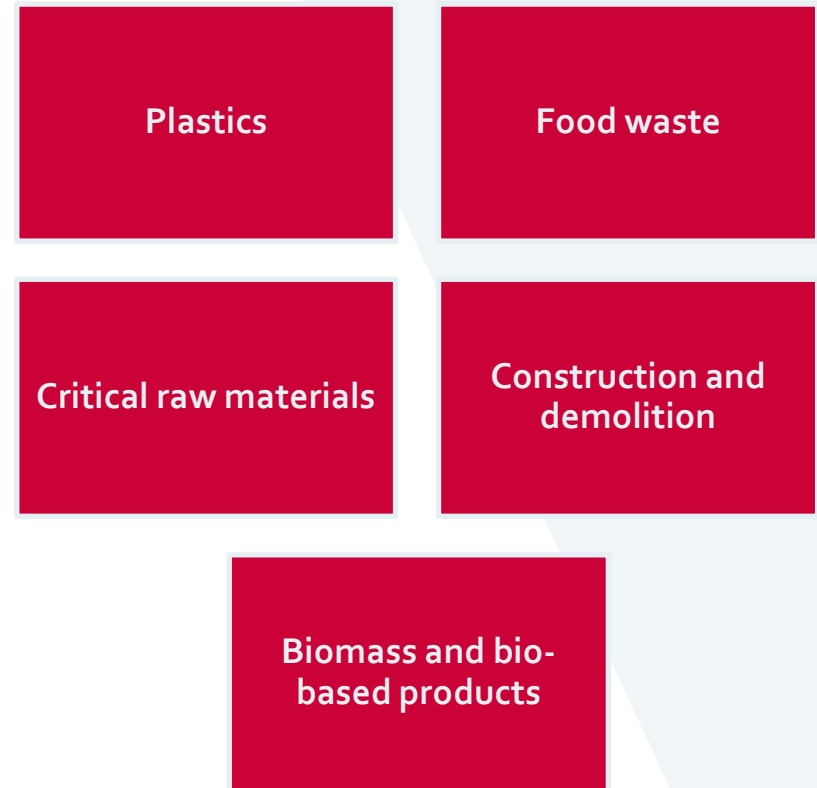 Plastics
Food waste
Critical raw materials
Construction and
demolition
Biomass and bio-
based products